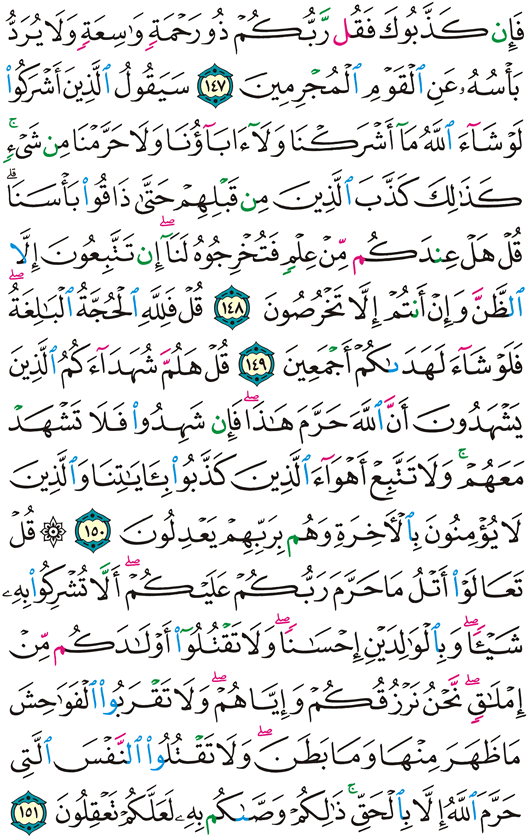 فَإِن كَذَّبُوكَ فَقُل رَّبُّكُمْ ذُو رَحْمَةٍ وَٰسِعَةٍ وَلَا يُرَدُّ
بَأْسُهُۥ عَنِ ٱلْقَوْمِ ٱلْمُجْرِمِينَ ١٤٧ سَيَقُولُ ٱلَّذِينَ أَشْرَكُوا۟
لَوْ شَآءَ ٱللَّهُ مَآ أَشْرَكْنَا وَلَآ ءَابَآؤُنَا وَلَا حَرَّمْنَا مِن شَىْءٍۚ
كَذَٰلِكَ كَذَّبَ ٱلَّذِينَ مِن قَبْلِهِمْ حَتَّىٰ ذَاقُوا۟ بَأْسَنَاۗ
قُلْ هَلْ عِندَكُم مِّنْ عِلْمٍ فَتُخْرِجُوهُ لَنَآۖ إِن تَتَّبِعُونَ إِلَّا
ٱلظَّنَّ وَإِنْ أَنتُمْ إِلَّا تَخْرُصُونَ ١٤٨ قُلْ فَلِلَّهِ ٱلْحُجَّةُ ٱلْبَٰلِغَةُۖ
فَلَوْ شَآءَ لَهَدَىٰكُمْ أَجْمَعِينَ ١٤٩ قُلْ هَلُمَّ شُهَدَآءَكُمُ ٱلَّذِينَ
يَشْهَدُونَ أَنَّ ٱللَّهَ حَرَّمَ هَٰذَاۖ فَإِن شَهِدُوا۟ فَلَا تَشْهَدْ
مَعَهُمْۚ وَلَا تَتَّبِعْ أَهْوَآءَ ٱلَّذِينَ كَذَّبُوا۟ بِـَٔايَٰتِنَا وَٱلَّذِينَ
لَا يُؤْمِنُونَ بِٱلْـَٔاخِرَةِ وَهُم بِرَبِّهِمْ يَعْدِلُونَ ١٥٠ ۞ قُلْ
تَعَالَوْا۟ أَتْلُ مَا حَرَّمَ رَبُّكُمْ عَلَيْكُمْۖ أَلَّا تُشْرِكُوا۟ بِهِۦ
شَيْـًٔاۖ وَبِٱلْوَٰلِدَيْنِ إِحْسَٰنًاۖ وَلَا تَقْتُلُوٓا۟ أَوْلَٰدَكُم مِّنْ
إِمْلَٰقٍۖ نَّحْنُ نَرْزُقُكُمْ وَإِيَّاهُمْۖ وَلَا تَقْرَبُوا۟ ٱلْفَوَٰحِشَ
مَا ظَهَرَ مِنْهَا وَمَا بَطَنَۖ وَلَا تَقْتُلُوا۟ ٱلنَّفْسَ ٱلَّتِى
حَرَّمَ ٱللَّهُ إِلَّا بِٱلْحَقِّۚ ذَٰلِكُمْ وَصَّىٰكُم بِهِۦ لَعَلَّكُمْ تَعْقِلُونَ ١٥١